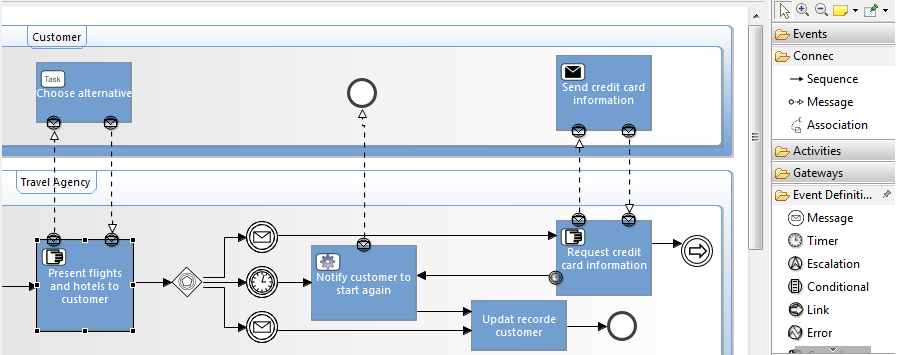 Customer
Events
Connec
Task
Choose alternative
Send credit card
information
Sequence
Message
Association
Activities
Travel Agency
Gateways
Event Definiti...
Message
Timer
Escalation
Conditional
Link
Error
Present flights
and hotels to
customer
Notify customer to
start again
Request credit
card information
Updat recorde
customer